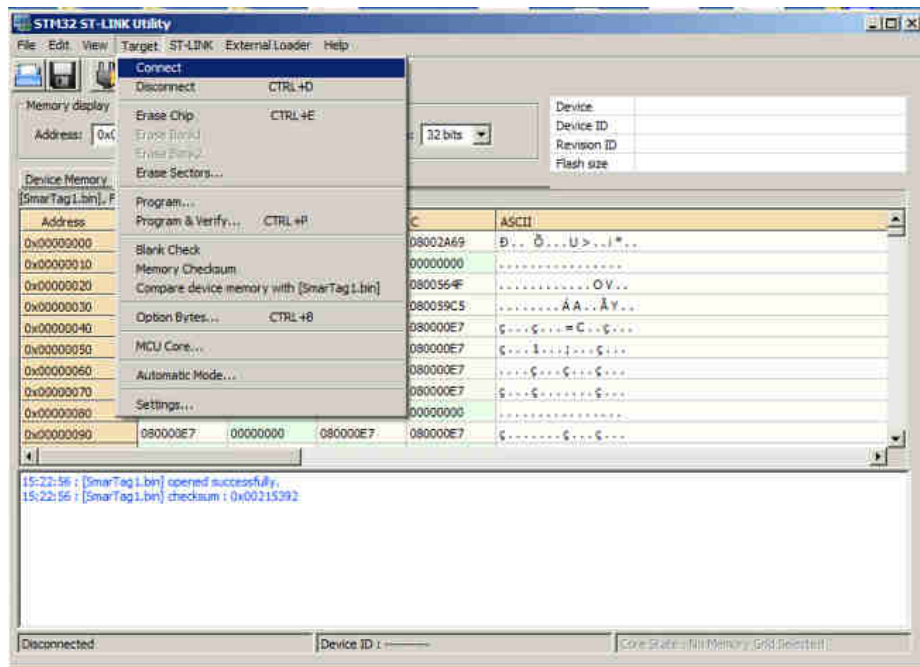 STM32 ST-LINK Utility
File Edit View Target ST-LINK External Loader Help
Connect
Disconnect CTRL+D
Erase Chip CTRL+E
Erase Bank1
Erase Bank2
Erase Sectors...
Program...
Program & Verify... CTRL+P
Blank Check
Memory Checksum
Compare device memory with [SmarTag1.bin]
Option Bytes... CTRL+B
MCU Core...
Automatic Mode...
Settings...
Memory display
Address: 32 bits
Device
Device ID
Revision ID
Flash size
Device Memory
[SmarTag1.bin], F
Address C ASCII
0x00000000 08002A69
0x00000010 00000000 ................
0x00000020 0800564F ............OV..
0x00000030 080059C5 ........ÁA..ÅY..
0x00000040 080000E7 ç...ç...=C..ç...
0x00000050 080000E7
0x00000060 080000E7 ....ç...ç...ç...
0x00000070 080000E7 ç...ç.......ç...
0x00000080 00000000 ................
0x00000090 080000E7 00000000 080000E7 080000E7 ç.......ç...ç...
15:22:56 : [SmarTag1.bin] opened successfully.
15:22:56 : [SmarTag1.bin] checksum : 0x00215392
Disconnected Device ID : ---------- Core State : No Memory Grid Selected